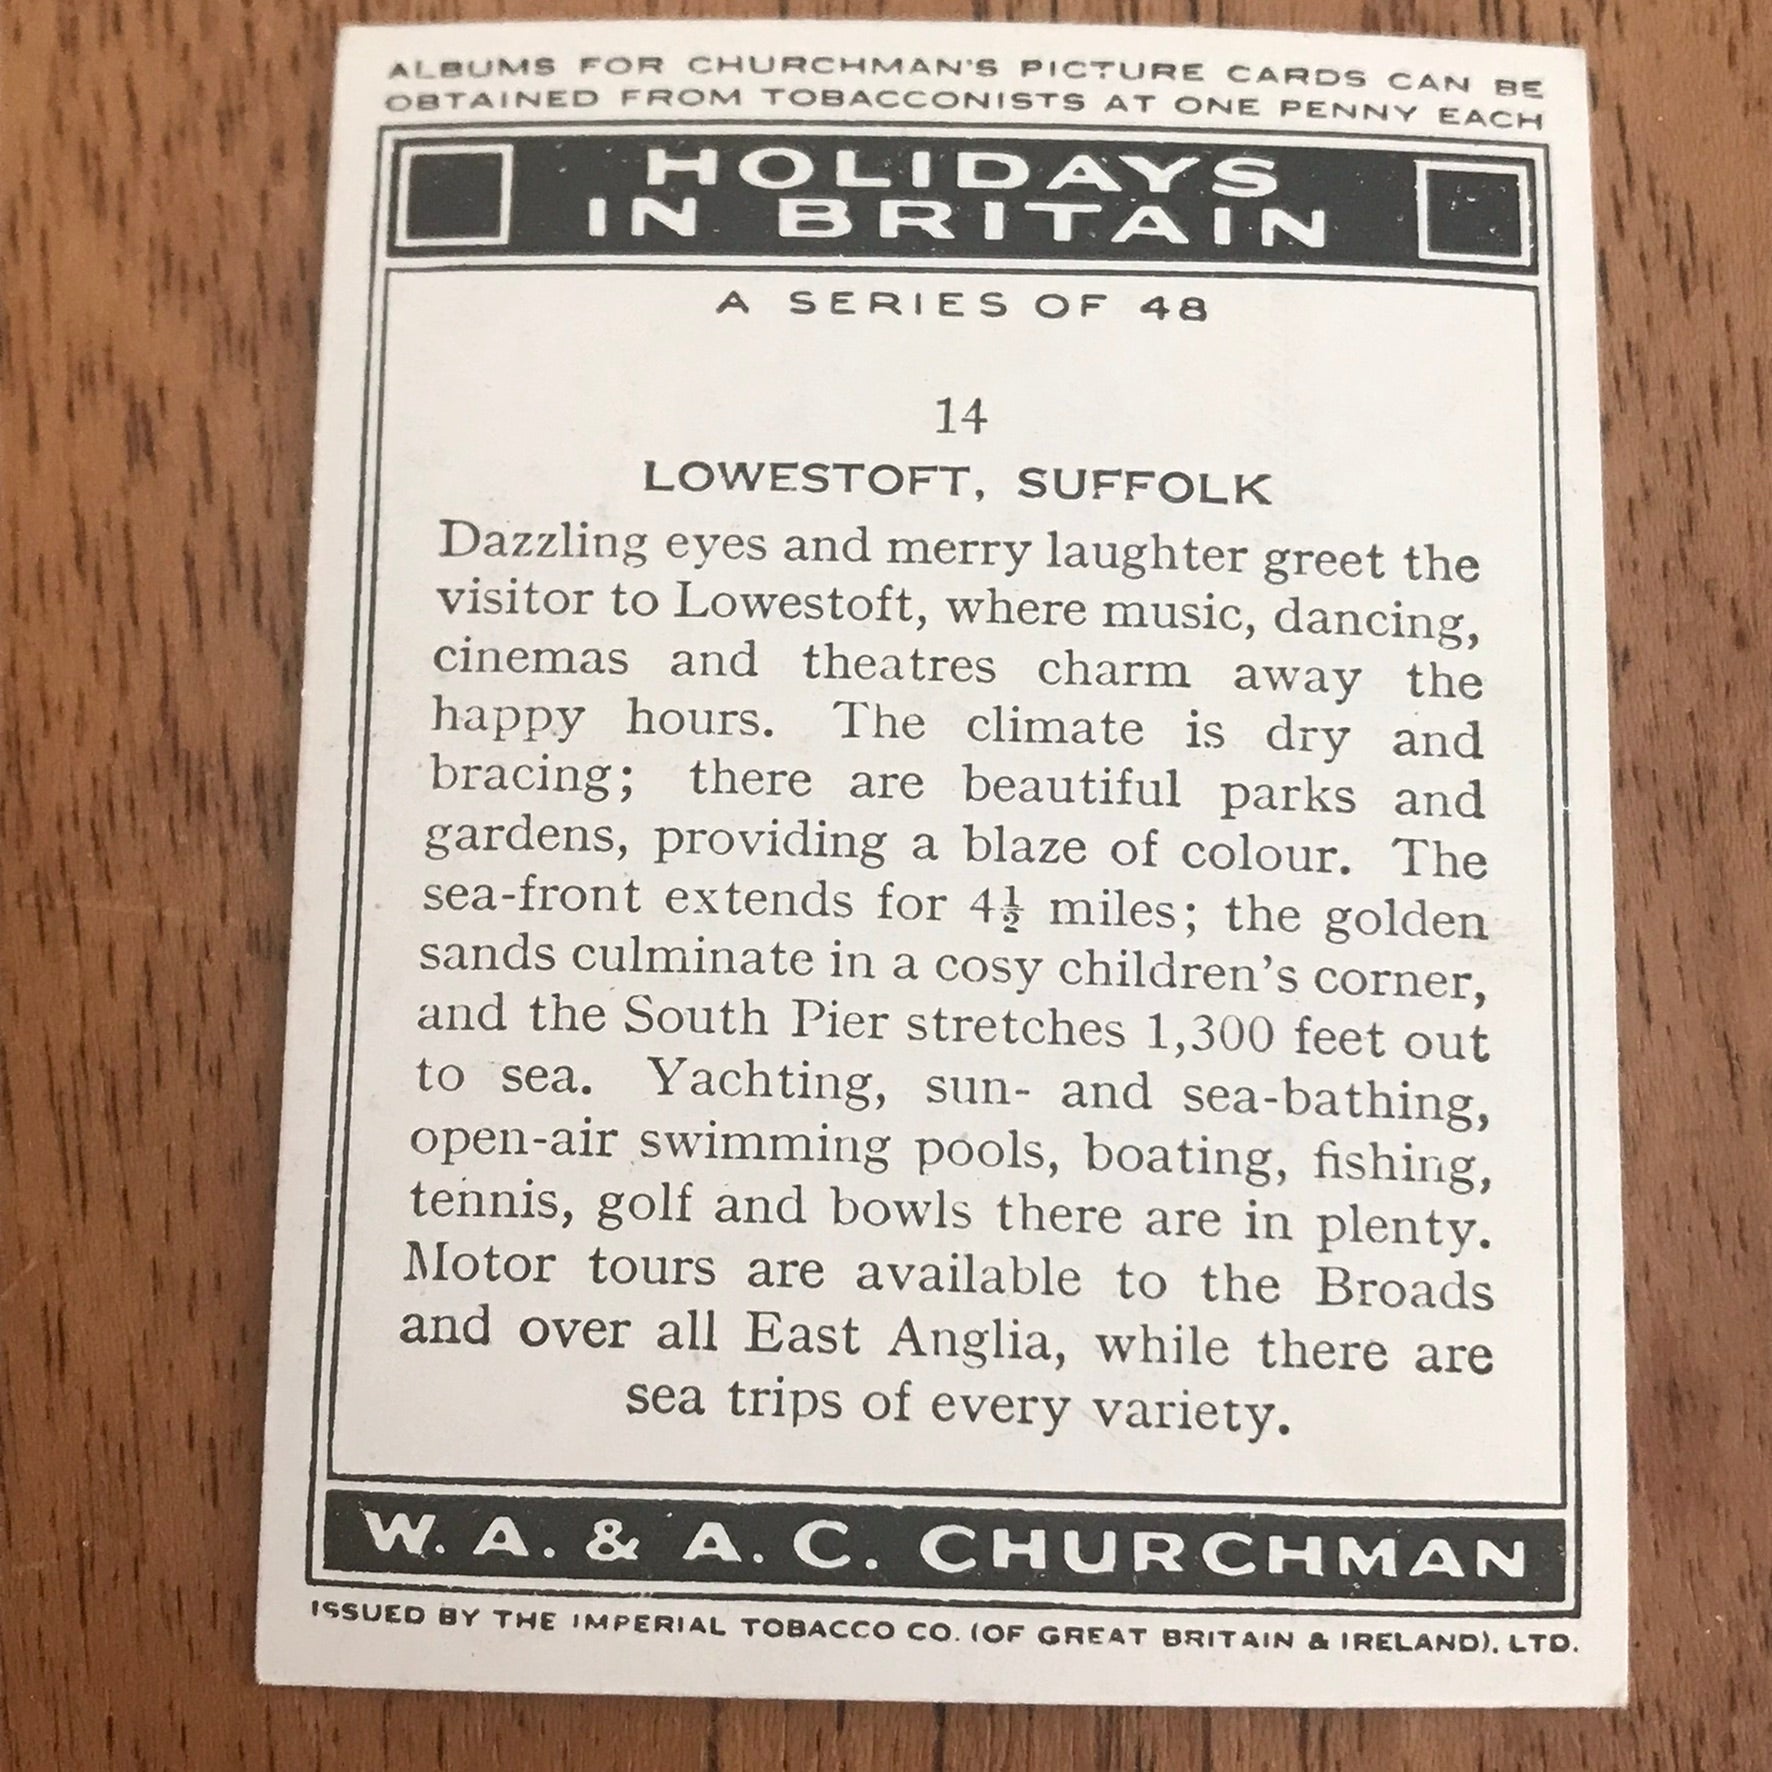 ALBUMS FOR CHURCHMAN'S PICTURE CARDS CAN BE
OBTAINED FROM TOBACCONISTS AT ONE PENNY EACH
HOLIDAYS
IN BRITAIN
A SERIES OF 48
14
LOWESTOFT, SUFFOLK
Dazzling eyes and merry laughter greet the
visitor to Lowestoft, where music, dancing,
cinemas and theatres charm away the
happy hours. The climate is dry and
bracing; there are beautiful parks and
gardens, providing a blaze of colour. The
sea-front extends for 4½ miles; the golden
sands culminate in a cosy children's corner,
and the South Pier stretches 1,300 feet out
to sea. Yachting, sun- and sea-bathing,
open-air swimming pools, boating, fishing,
tennis, golf and bowls there are in plenty.
Motor tours are available to the Broads
and over all East Anglia, while there are
sea trips of every variety.
W. A. & A. C. CHURCHMAN
ISSUED BY THE IMPERIAL TOBACCO CO. (OF GREAT BRITAIN & IRELAND), LTD.